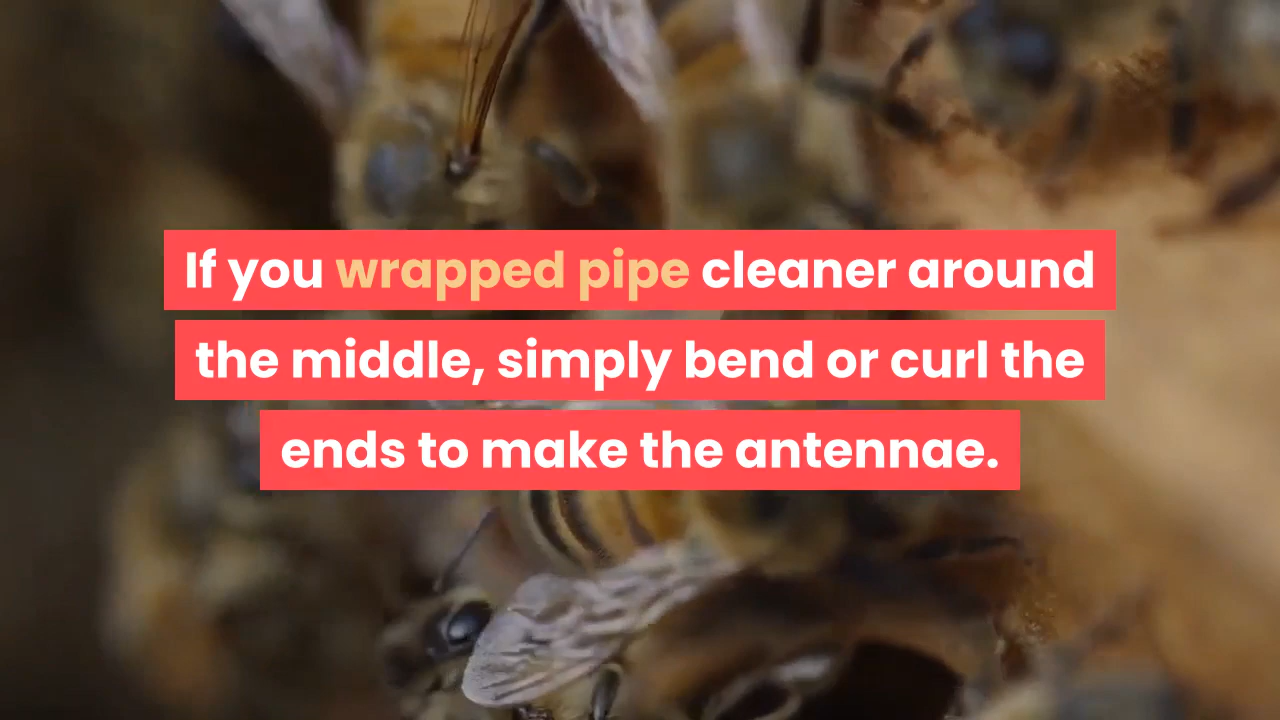 If you wrapped pipe cleaner around
the middle, simply bend or curl the
ends to make the antennae.